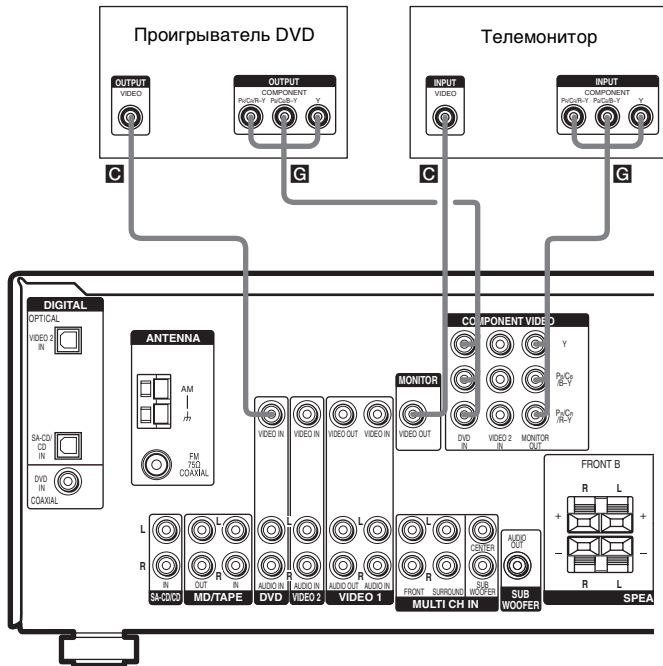 Проигрыватель DVD
OUTPUT
VIDEO
OUTPUT
COMPONENT
PR/CR/R–Y PB/CB/B–Y Y
Телемонитор
INPUT
VIDEO
INPUT
COMPONENT
PR/CR/R–Y PB/CB/B–Y Y
C
G
C
G
DIGITAL
OPTICAL
VIDEO 2
IN
SA-CD/
CD
IN
DVD
IN
COAXIAL
ANTENNA
AM
FM
75Ω
COAXIAL
MONITOR
VIDEO OUT
COMPONENT VIDEO
Y
PB/CB
/B–Y
PR/CR
/R–Y
DVD
IN
VIDEO 2
IN
MONITOR
OUT
VIDEO IN
VIDEO IN
VIDEO OUT
VIDEO IN
L
R
IN
SA-CD/CD
L
R
OUT
IN
MD/TAPE
L
R
AUDIO IN
DVD
AUDIO IN
VIDEO 2
L
R
AUDIO OUT
AUDIO IN
VIDEO 1
L
R
FRONT
SURROUND
CENTER
SUB
WOOFER
MULTI CH IN
AUDIO
OUT
SUB
WOOFER
FRONT B
R L
+ +
– –
R L
SPEA